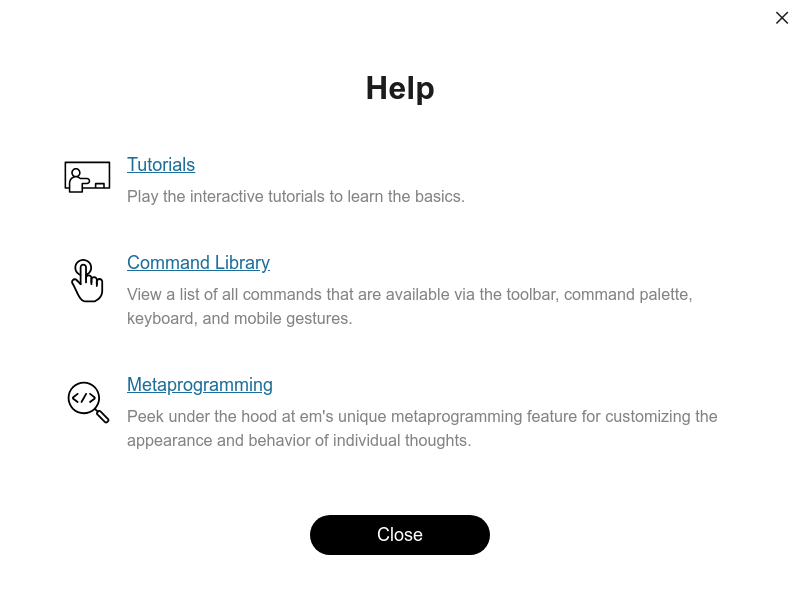 Help
Tutorials
Play the interactive tutorials to learn the basics.
Command Library
View a list of all commands that are available via the toolbar, command palette,
keyboard, and mobile gestures.
Metaprogramming
Peek under the hood at em's unique metaprogramming feature for customizing the
appearance and behavior of individual thoughts.
Close